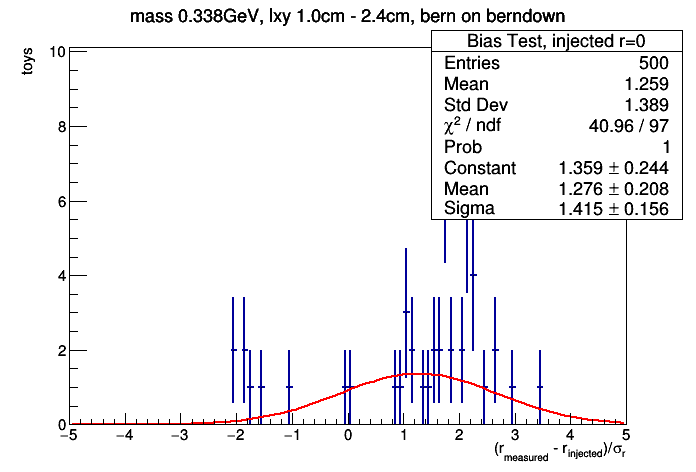 mass 0.338GeV, lxy 1.0cm - 2.4cm, bern on berndown
Bias Test, injected r=0
Entries 500
Mean 1.259
Std Dev 1.389
χ² / ndf 40.96 / 97
Prob 1
Constant 1.359 ± 0.244
Mean 1.276 ± 0.208
Sigma 1.415 ± 0.156
toys
10
8
6
4
2
0
−5 −4 −3 −2 −1 0 1 2 3 4 5
(r_measured - r_injected)/σ_r